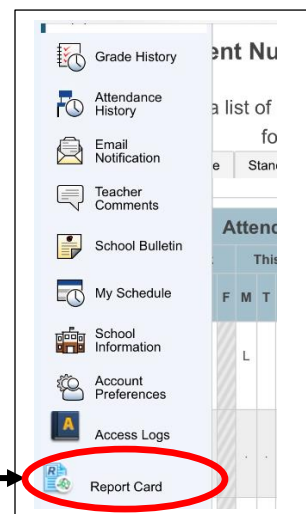 Grade History
Attendance
History
Email
Notification
Teacher
Comments
School Bulletin
My Schedule
School
Information
Account
Preferences
A
Access Logs
R
Report Card
ent Nu
a list of
fo
e Stan
Attend
This
F M T
L
. .